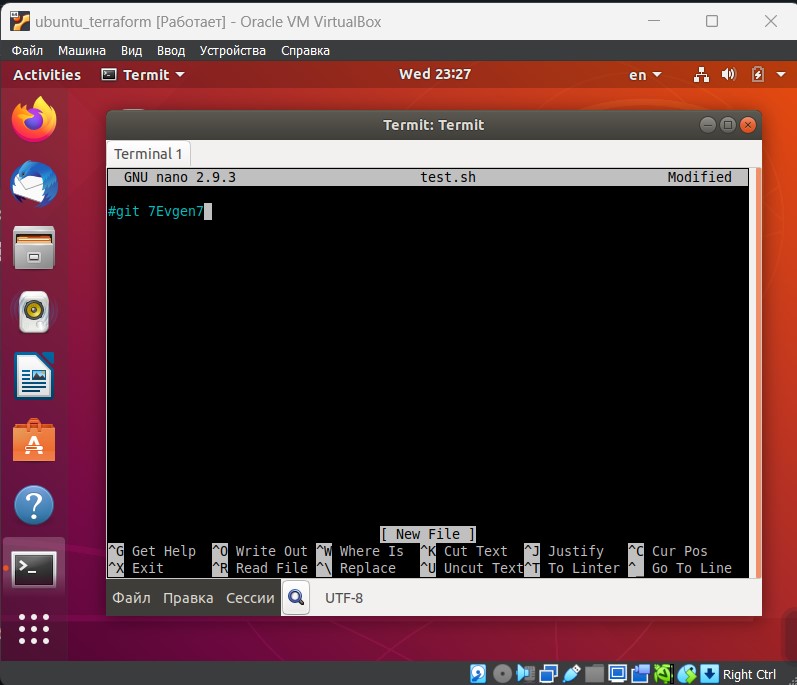 ubuntu_terraform [Работает] - Oracle VM VirtualBox
Файл Машина Вид Ввод Устройства Справка
Activities Termit Wed 23:27 en
Termit: Termit
Terminal 1
GNU nano 2.9.3 test.sh Modified
#git 7Evgen7
[ New File ]
^G Get Help ^O Write Out ^W Where Is ^K Cut Text ^J Justify ^C Cur Pos
^X Exit ^R Read File ^\ Replace ^U Uncut Text ^T To Linter ^_ Go To Line
Файл Правка Сессии UTF-8
Right Ctrl